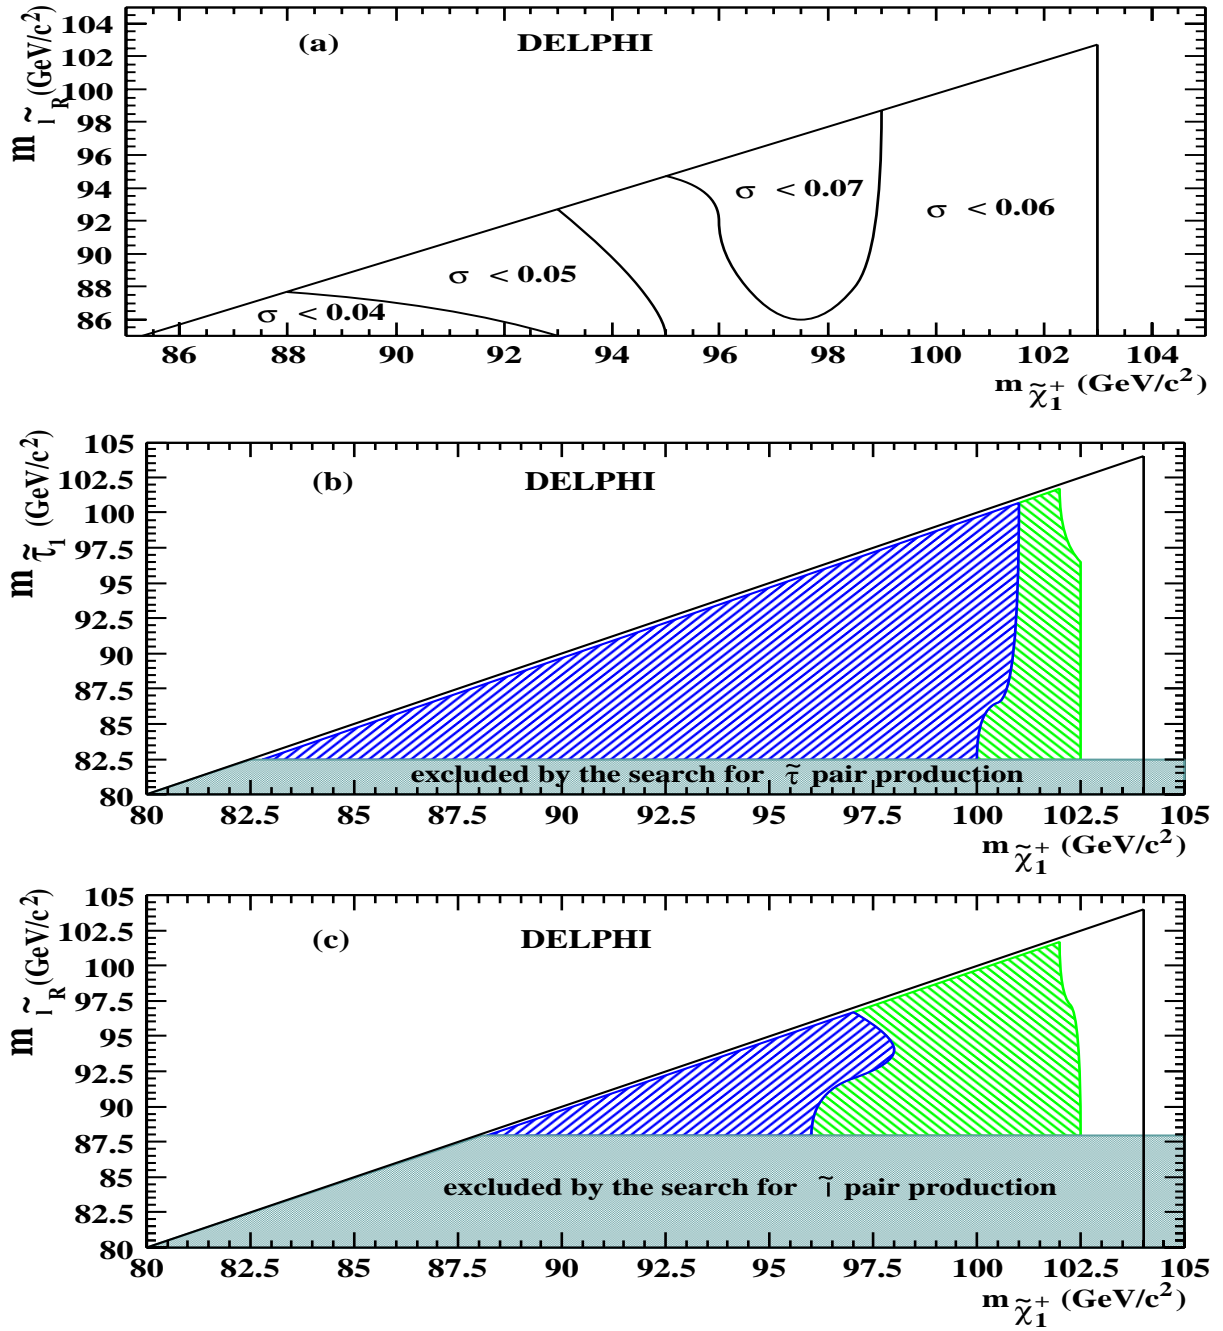 m l̃R (GeV/c²)
104
102
100
98
96
94
92
90
88
86
(a) DELPHI
σ < 0.07
σ < 0.06
σ < 0.05
σ < 0.04
86 88 90 92 94 96 98 100 102 104
m χ̃1+ (GeV/c²)
m τ̃1 (GeV/c²)
105
102.5
100
97.5
95
92.5
90
87.5
85
82.5
80
(b) DELPHI
excluded by the search for τ̃ pair production
80 82.5 85 87.5 90 92.5 95 97.5 100 102.5 105
m χ̃1+ (GeV/c²)
m l̃R (GeV/c²)
105
102.5
100
97.5
95
92.5
90
87.5
85
82.5
80
(c) DELPHI
excluded by the search for l̃ pair production
80 82.5 85 87.5 90 92.5 95 97.5 100 102.5 105
m χ̃1+ (GeV/c²)